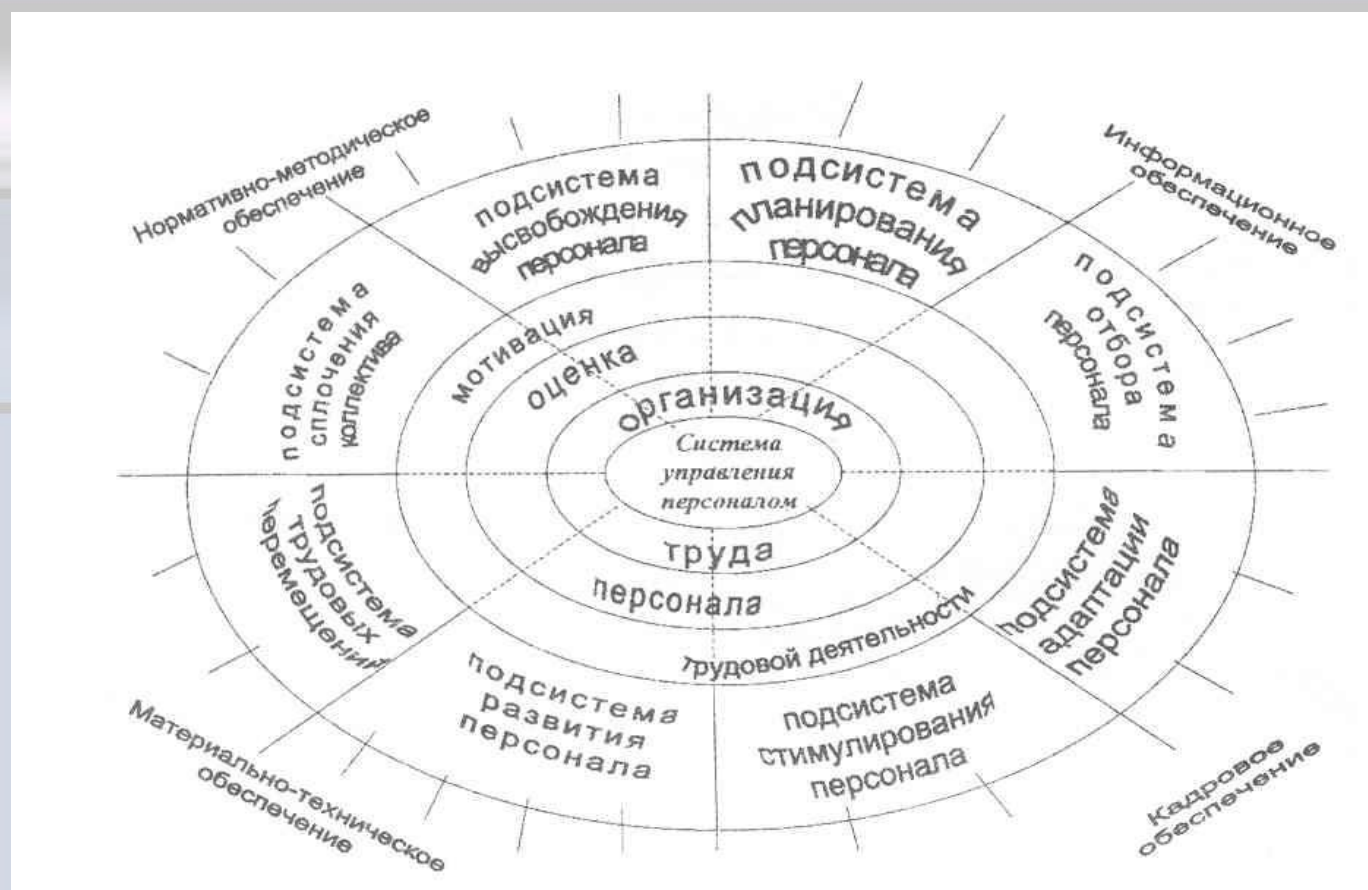 Нормативно-методическое
обеспечение
Информационное
обеспечение
подсистема
высвобождения
персонала
подсистема
планирования
персонала
подсистема
сплочения
коллектива
подсистема
отбора
персонала
мотивация
оценка
организация
Система
управления
персоналом
труда
персонала
трудовой деятельности
подсистема
трудовых
перемещений
подсистема
адаптации
персонала
подсистема
развития
персонала
подсистема
стимулирования
персонала
Материально-техническое
обеспечение
Кадровое
обеспечение